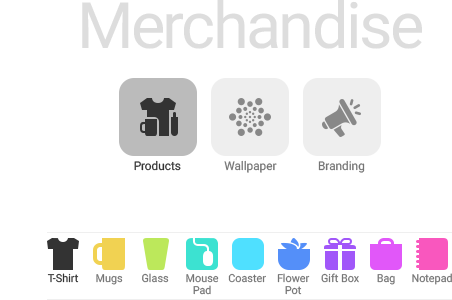 Merchandise
Products Wallpaper Branding
T-Shirt Mugs Glass Mouse Pad Coaster Flower Pot Gift Box Bag Notepad